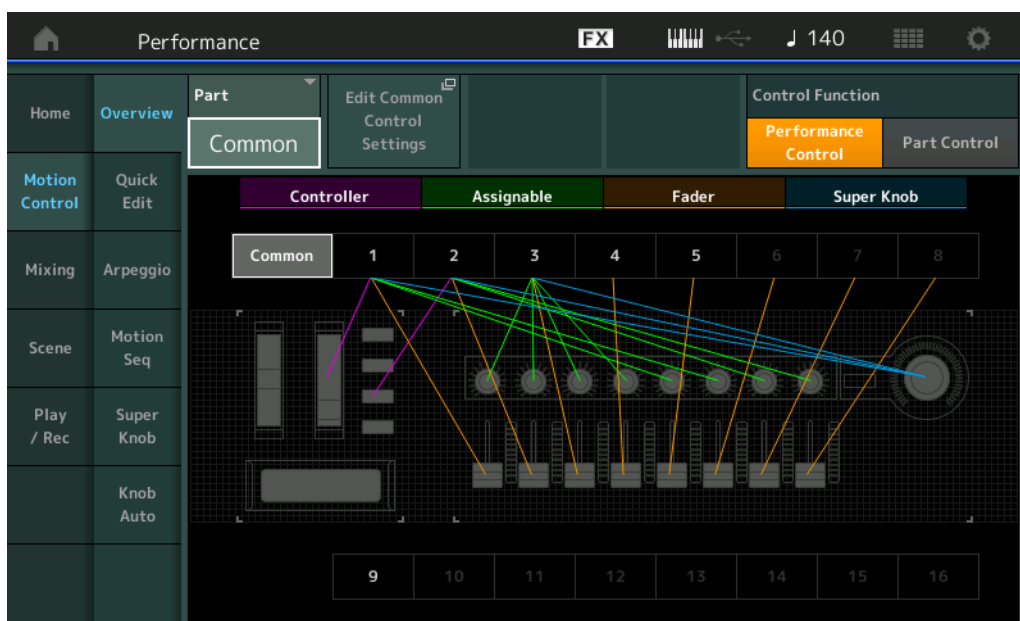 Performance
FX
140
Home
Overview
Part
Common
Edit Common
Control
Settings
Control Function
Performance
Control
Part Control
Motion
Control
Quick
Edit
Controller
Assignable
Fader
Super Knob
Common
1
2
3
4
5
6
7
8
Mixing
Arpeggio
Scene
Motion
Seq
Play
/ Rec
Super
Knob
Knob
Auto
9
10
11
12
13
14
15
16